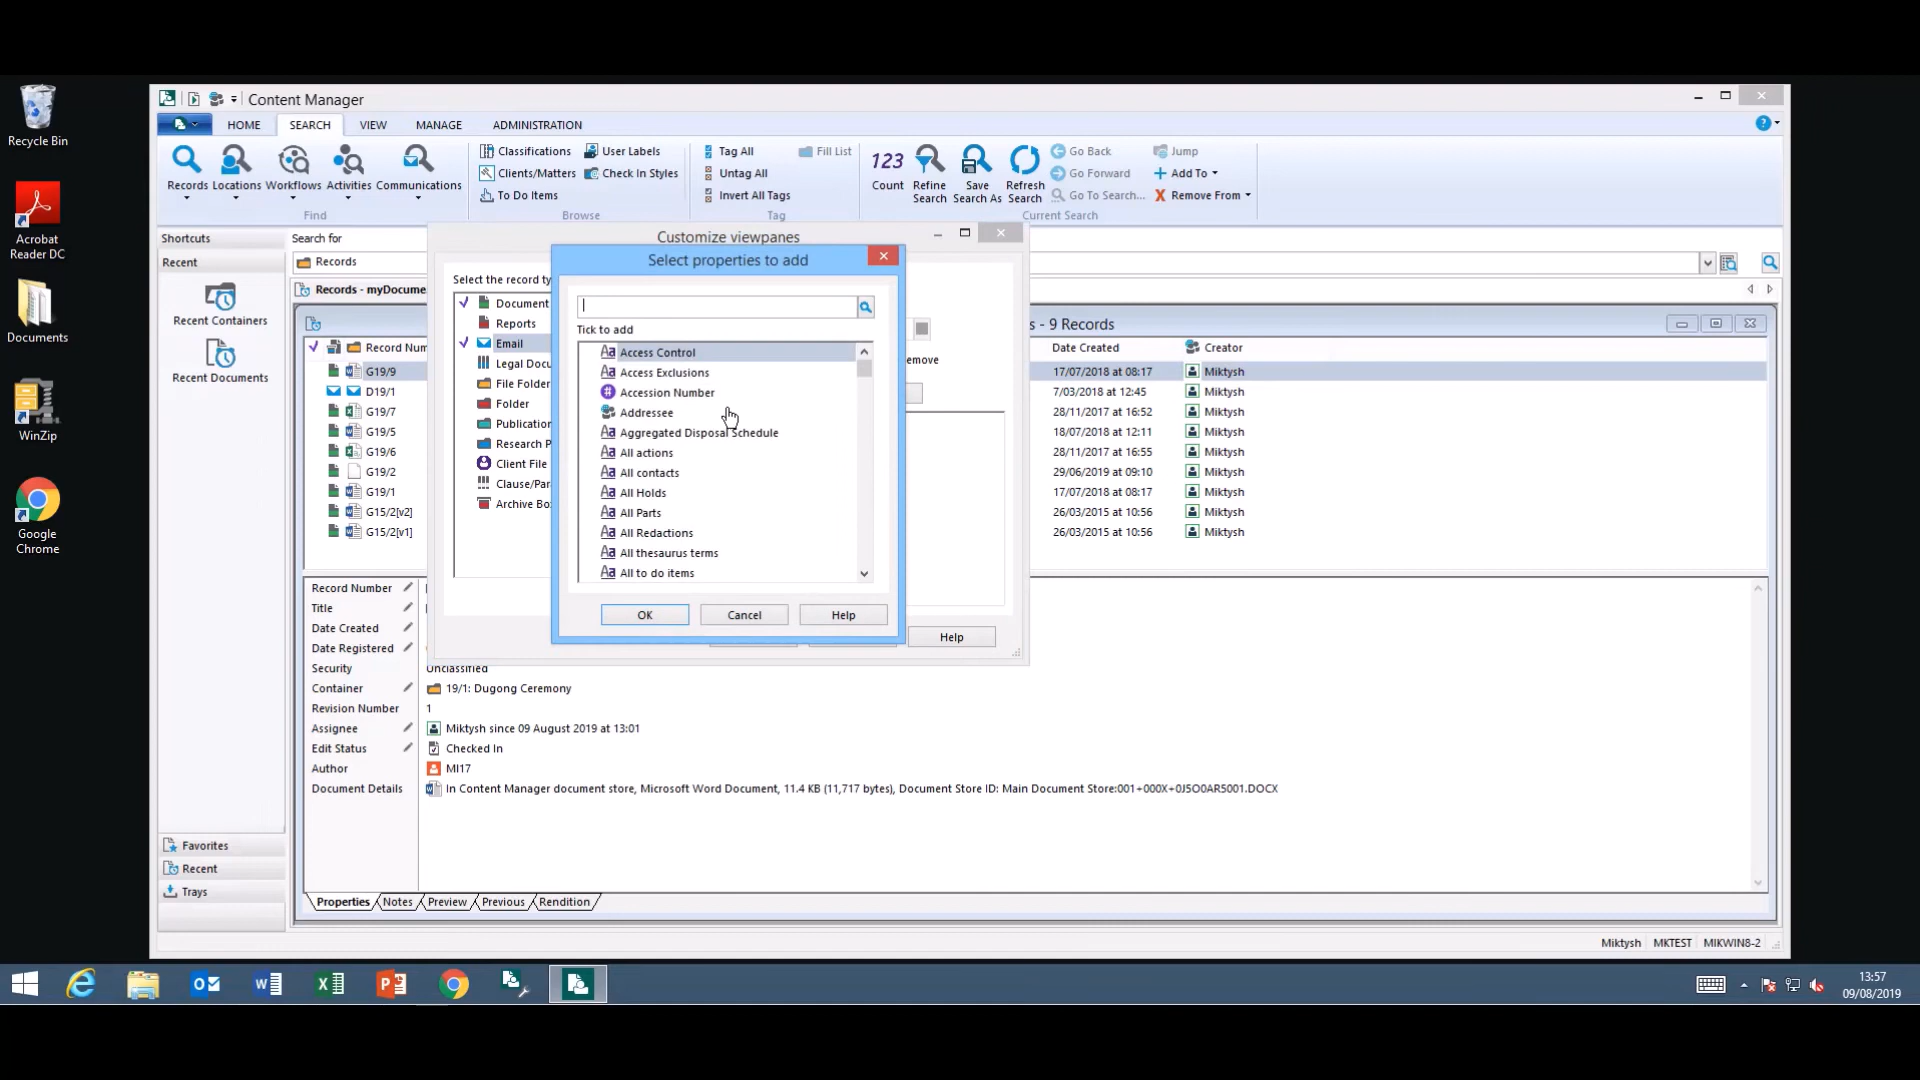 Recycle Bin
Acrobat
Reader DC
Documents
WinZip
Google
Chrome
Content Manager
HOME SEARCH VIEW MANAGE ADMINISTRATION
Records Locations Workflows Activities Communications
Find
Classifications User Labels
Clients/Matters Check In Styles
To Do Items
Browse
Tag All Fill List
Untag All
Invert All Tags
Tag
123
Count Refine Search Save Search As Refresh Search
Go Back Jump
Go Forward Add To
Go To Search... Remove From
Current Search
Shortcuts
Recent
Recent Containers
Recent Documents
Favorites
Recent
Trays
Search for
Records
Records - myDocume
s - 9 Records
Record Num Date Created Creator
G19/9 17/07/2018 at 08:17 Miktysh
D19/1 7/03/2018 at 12:45 Miktysh
G19/7 28/11/2017 at 16:52 Miktysh
G19/5 18/07/2018 at 12:11 Miktysh
G19/6 28/11/2017 at 16:55 Miktysh
G19/2 29/06/2019 at 09:10 Miktysh
G19/1 17/07/2018 at 08:17 Miktysh
G15/2[v2] 26/03/2015 at 10:56 Miktysh
G15/2[v1] 26/03/2015 at 10:56 Miktysh
Customize viewpanes
Select the record ty
Document
Reports
Email
Legal Docu
File Folder
Folder
Publication
Research P
Client File
Clause/Par
Archive Bo
emove
Help
Select properties to add
Tick to add
Access Control
Access Exclusions
Accession Number
Addressee
Aggregated Disposal Schedule
All actions
All contacts
All Holds
All Parts
All Redactions
All thesaurus terms
All to do items
OK Cancel Help
Record Number
Title
Date Created
Date Registered
Security Unclassified
Container 19/1: Dugong Ceremony
Revision Number 1
Assignee Miktysh since 09 August 2019 at 13:01
Edit Status Checked In
Author MI17
Document Details In Content Manager document store, Microsoft Word Document, 11.4 KB (11,717 bytes), Document Store ID: Main Document Store:001+000X+0J5O0AR5001.DOCX
Properties Notes Preview Previous Rendition
Miktysh MKTEST MIKWIN8-2
13:57
09/08/2019